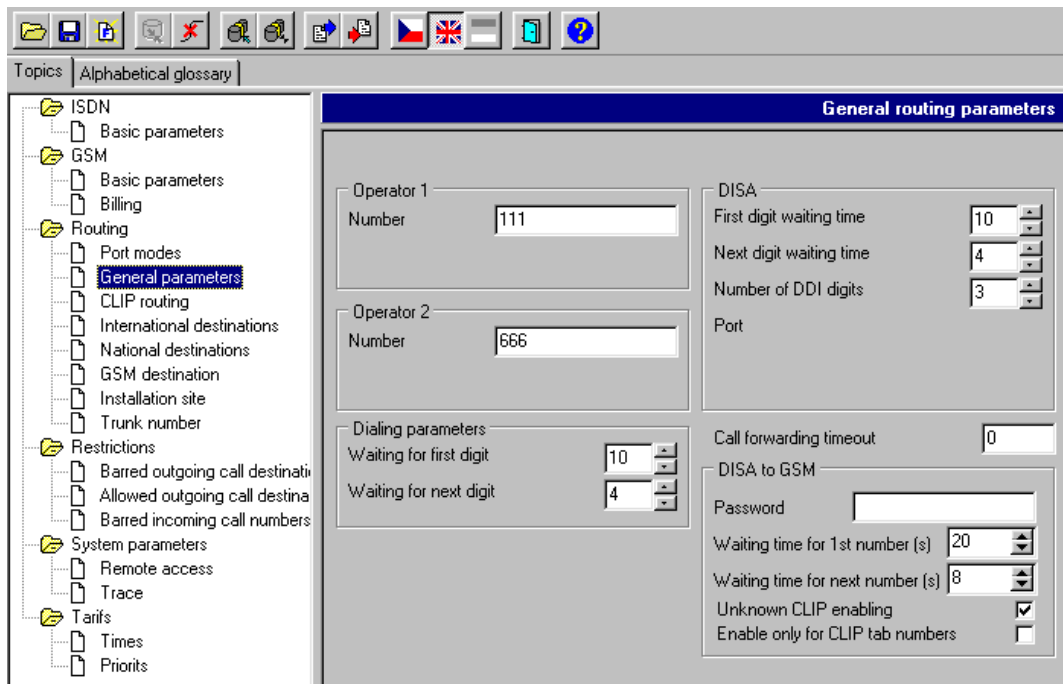 Topics
Alphabetical glossary
ISDN
Basic parameters
GSM
Basic parameters
Billing
Routing
Port modes
General parameters
CLIP routing
International destinations
National destinations
GSM destination
Installation site
Trunk number
Restrictions
Barred outgoing call destinati
Allowed outgoing call destina
Barred incoming call numbers
System parameters
Remote access
Trace
Tarifs
Times
Priorits
General routing parameters
Operator 1
Number 111
Operator 2
Number 666
Dialing parameters
Waiting for first digit 10
Waiting for next digit 4
DISA
First digit waiting time 10
Next digit waiting time 4
Number of DDI digits 3
Port
Call forwarding timeout 0
DISA to GSM
Password
Waiting time for 1st number (s) 20
Waiting time for next number (s) 8
Unknown CLIP enabling
Enable only for CLIP tab numbers